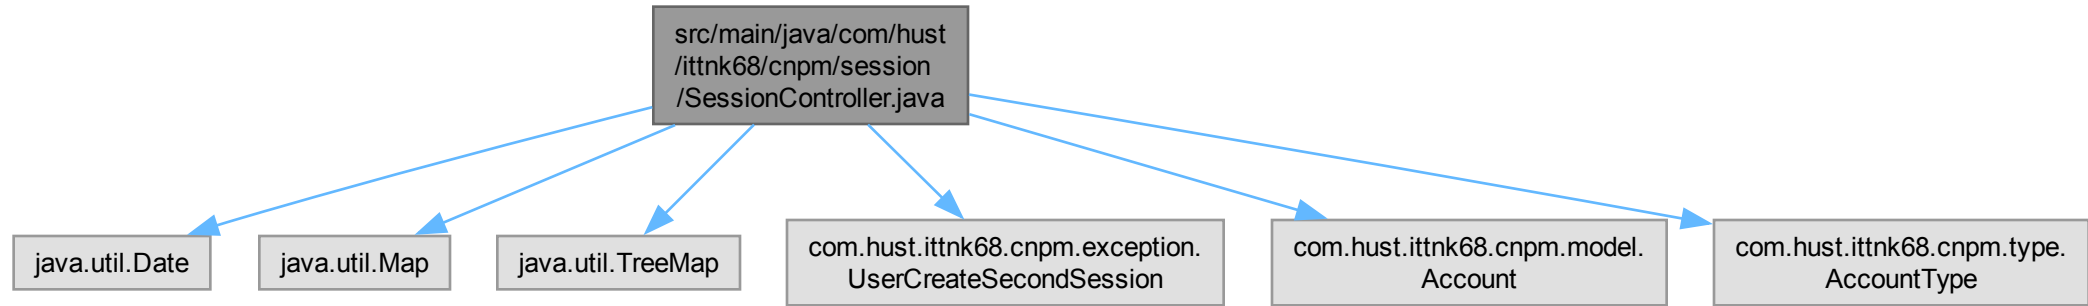 src/main/java/com/hust
/ittnk68/cnpm/session
/SessionController.java
java.util.Date
java.util.Map
java.util.TreeMap
com.hust.ittnk68.cnpm.exception.
UserCreateSecondSession
com.hust.ittnk68.cnpm.model.
Account
com.hust.ittnk68.cnpm.type.
AccountType